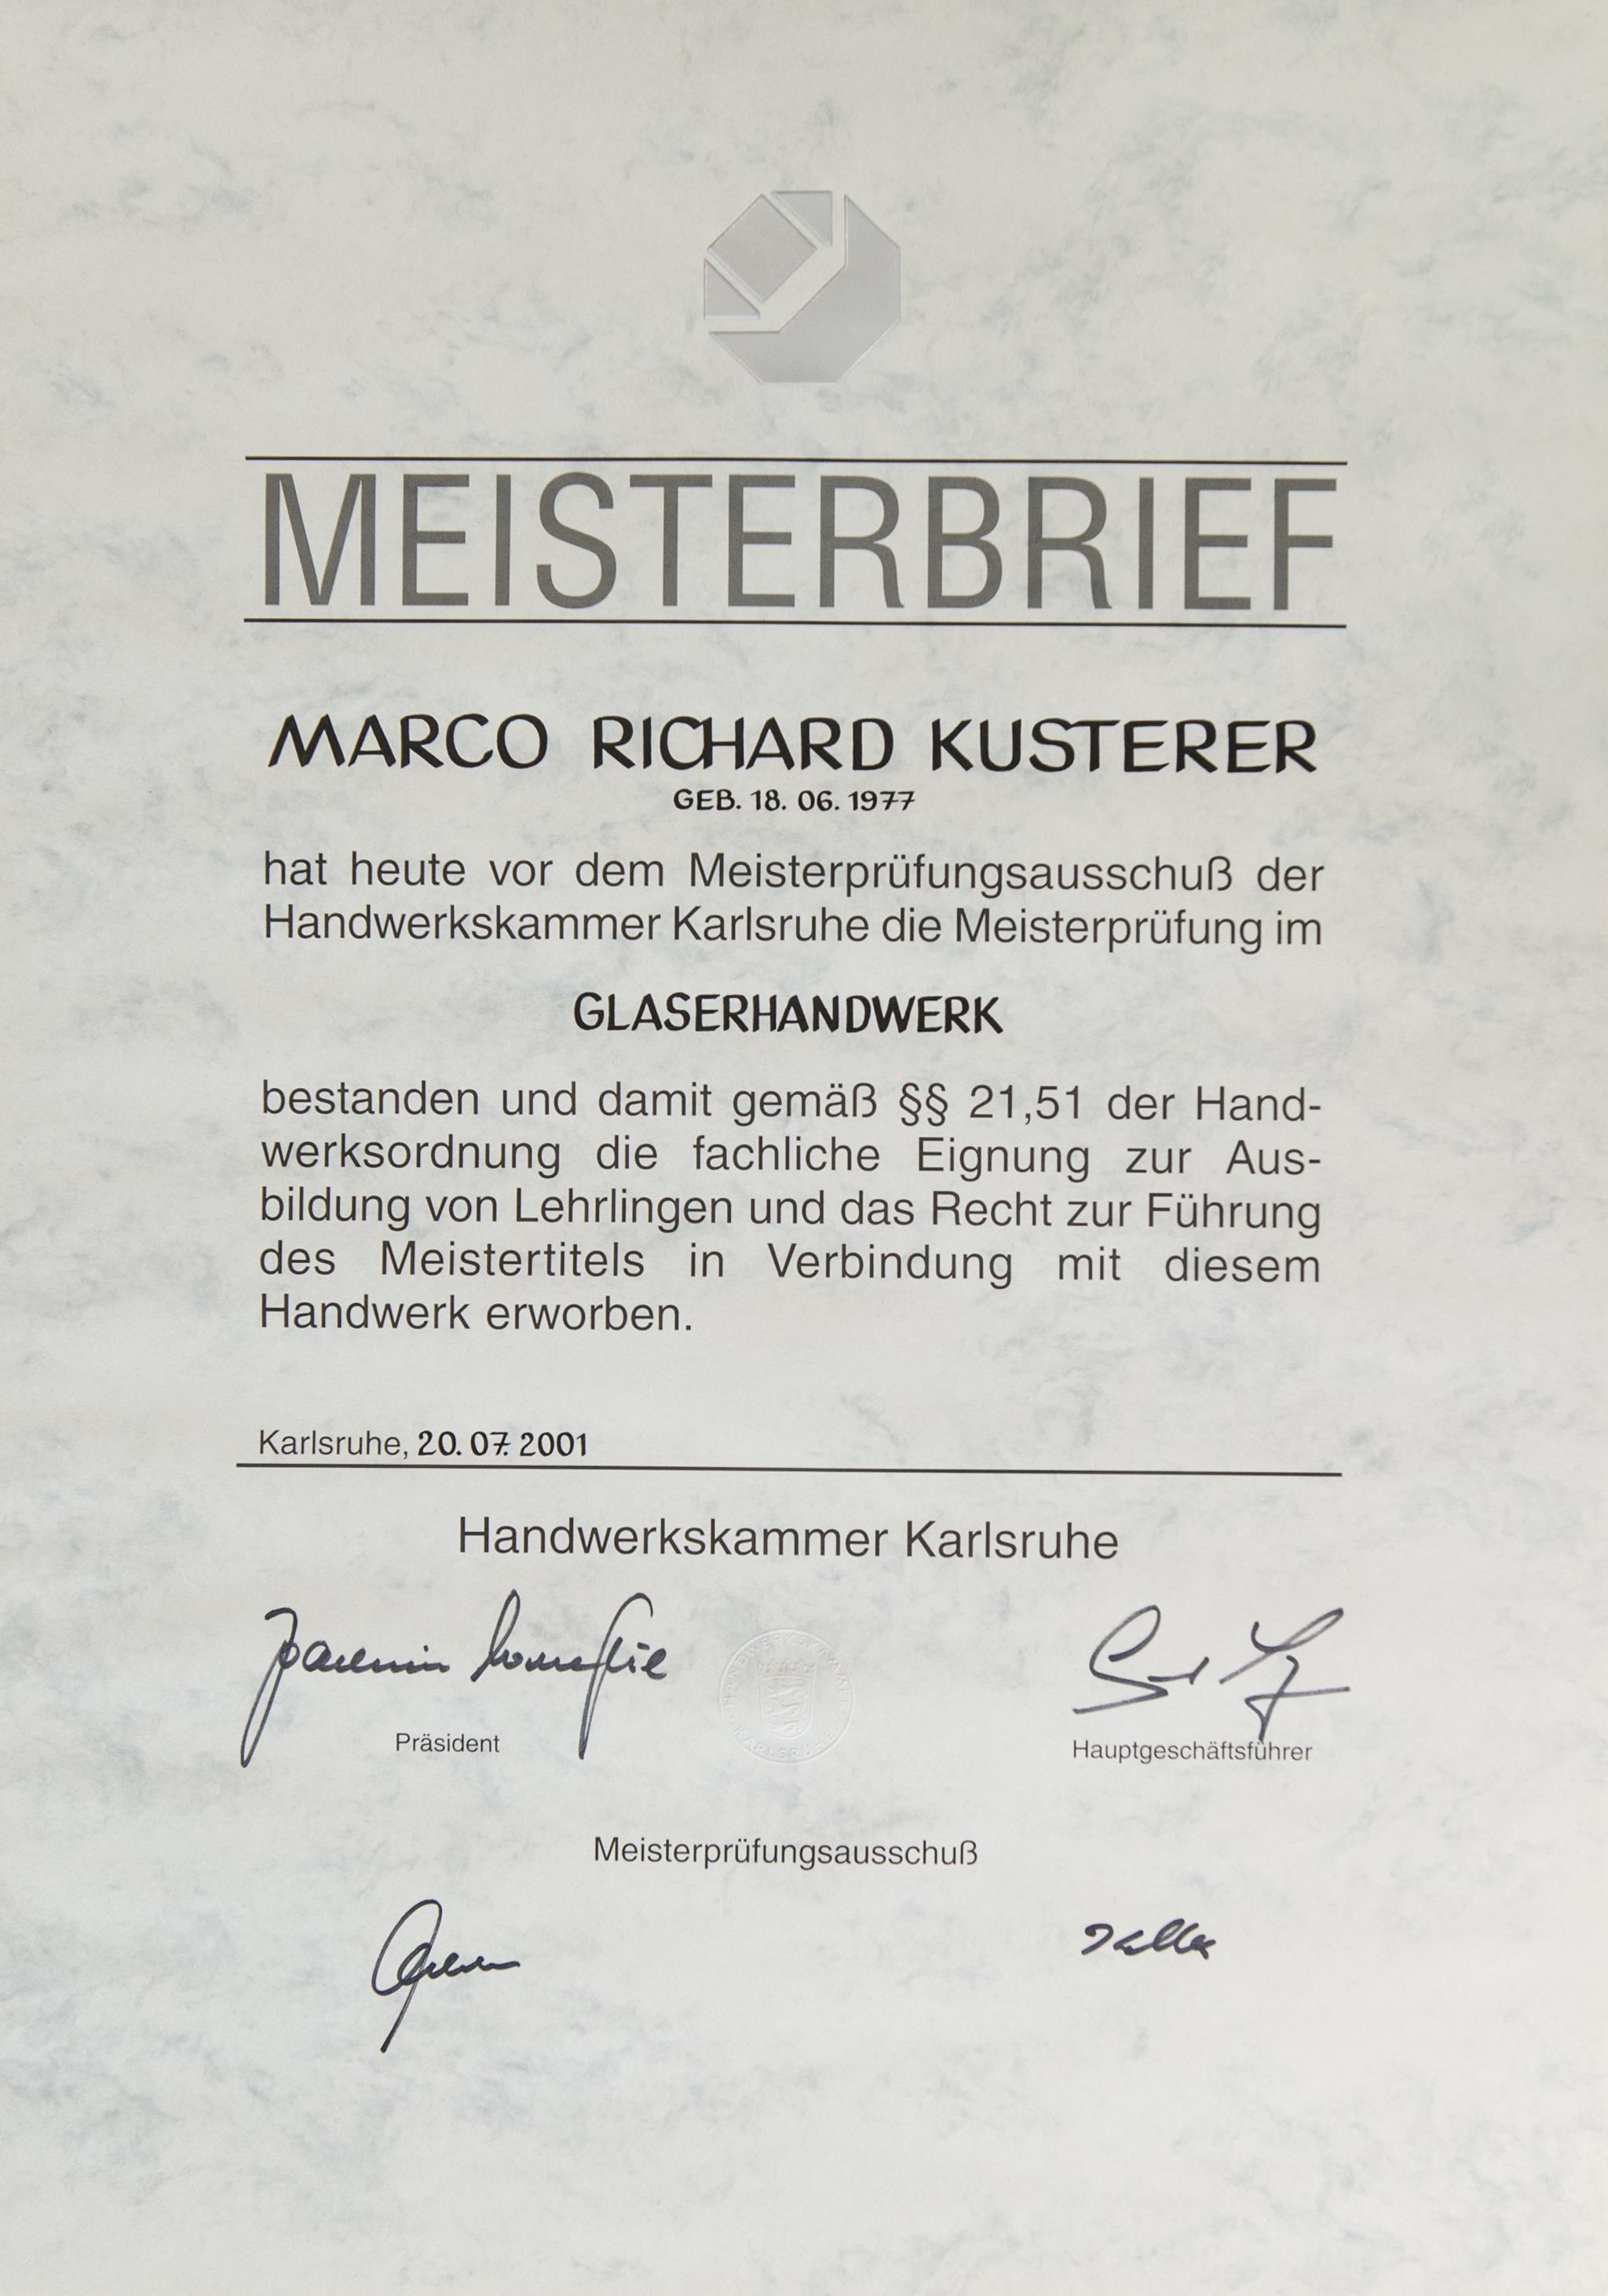 MEISTERBRIEF
MARCO RICHARD KUSTERER
GEB. 18. 06. 1977
hat heute vor dem Meisterprüfungsausschuß der
Handwerkskammer Karlsruhe die Meisterprüfung im
GLASERHANDWERK
bestanden und damit gemäß §§ 21,51 der Hand-
werksordnung die fachliche Eignung zur Aus-
bildung von Lehrlingen und das Recht zur Führung
des Meistertitels in Verbindung mit diesem
Handwerk erworben.
Karlsruhe, 20. 07. 2001
Handwerkskammer Karlsruhe
HANDWERKSKAMMER KARLSRUHE
Präsident
Hauptgeschäftsführer
Meisterprüfungsausschuß